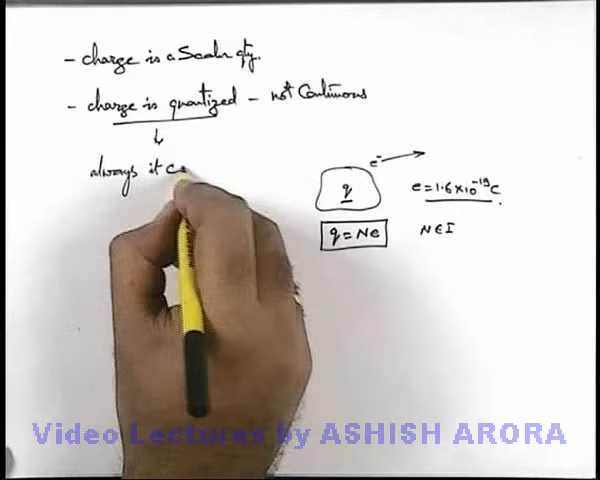 - charge is a Scalar qty.
- charge is quantized - not Continuous
always it c
e⁻
q
e = 1.6×10⁻¹⁹ C
q = Ne
N ∈ I
Video Lectures by ASHISH ARORA